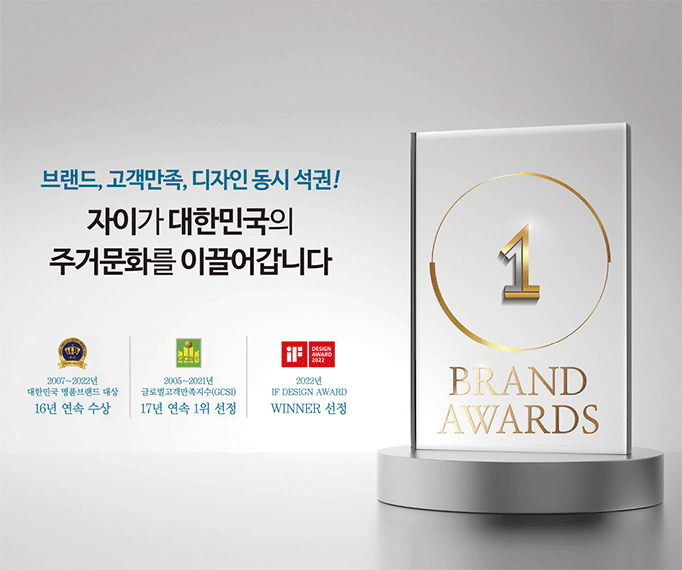 브랜드, 고객만족, 디자인 동시 석권!
자이가 대한민국의
주거문화를 이끌어갑니다
2007~2022년
대한민국 명품브랜드 대상
16년 연속 수상
2005~2021년
글로벌고객만족지수(GCSI)
17년 연속 1위 선정
iF
DESIGN
AWARD
2022
2022년
IF DESIGN AWARD
WINNER 선정
1
BRAND
AWARDS